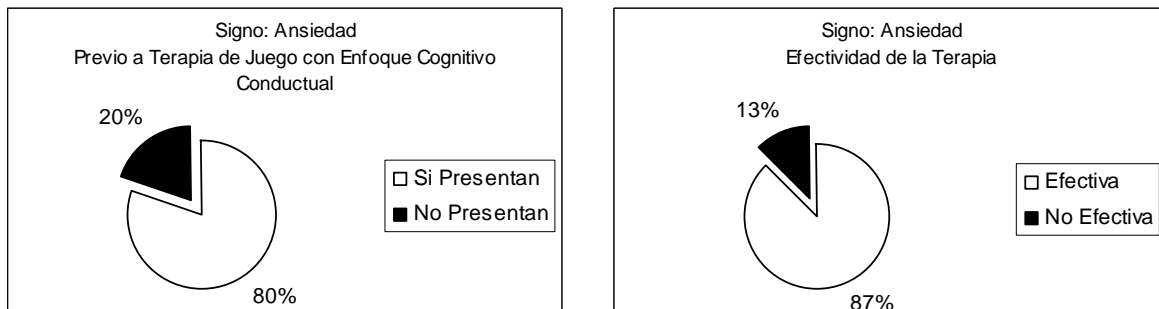 Signo: Ansiedad
Previo a Terapia de Juego con Enfoque Cognitivo
Conductual
20%
80%
Si Presentan
No Presentan
Signo: Ansiedad
Efectividad de la Terapia
13%
87%
Efectiva
No Efectiva